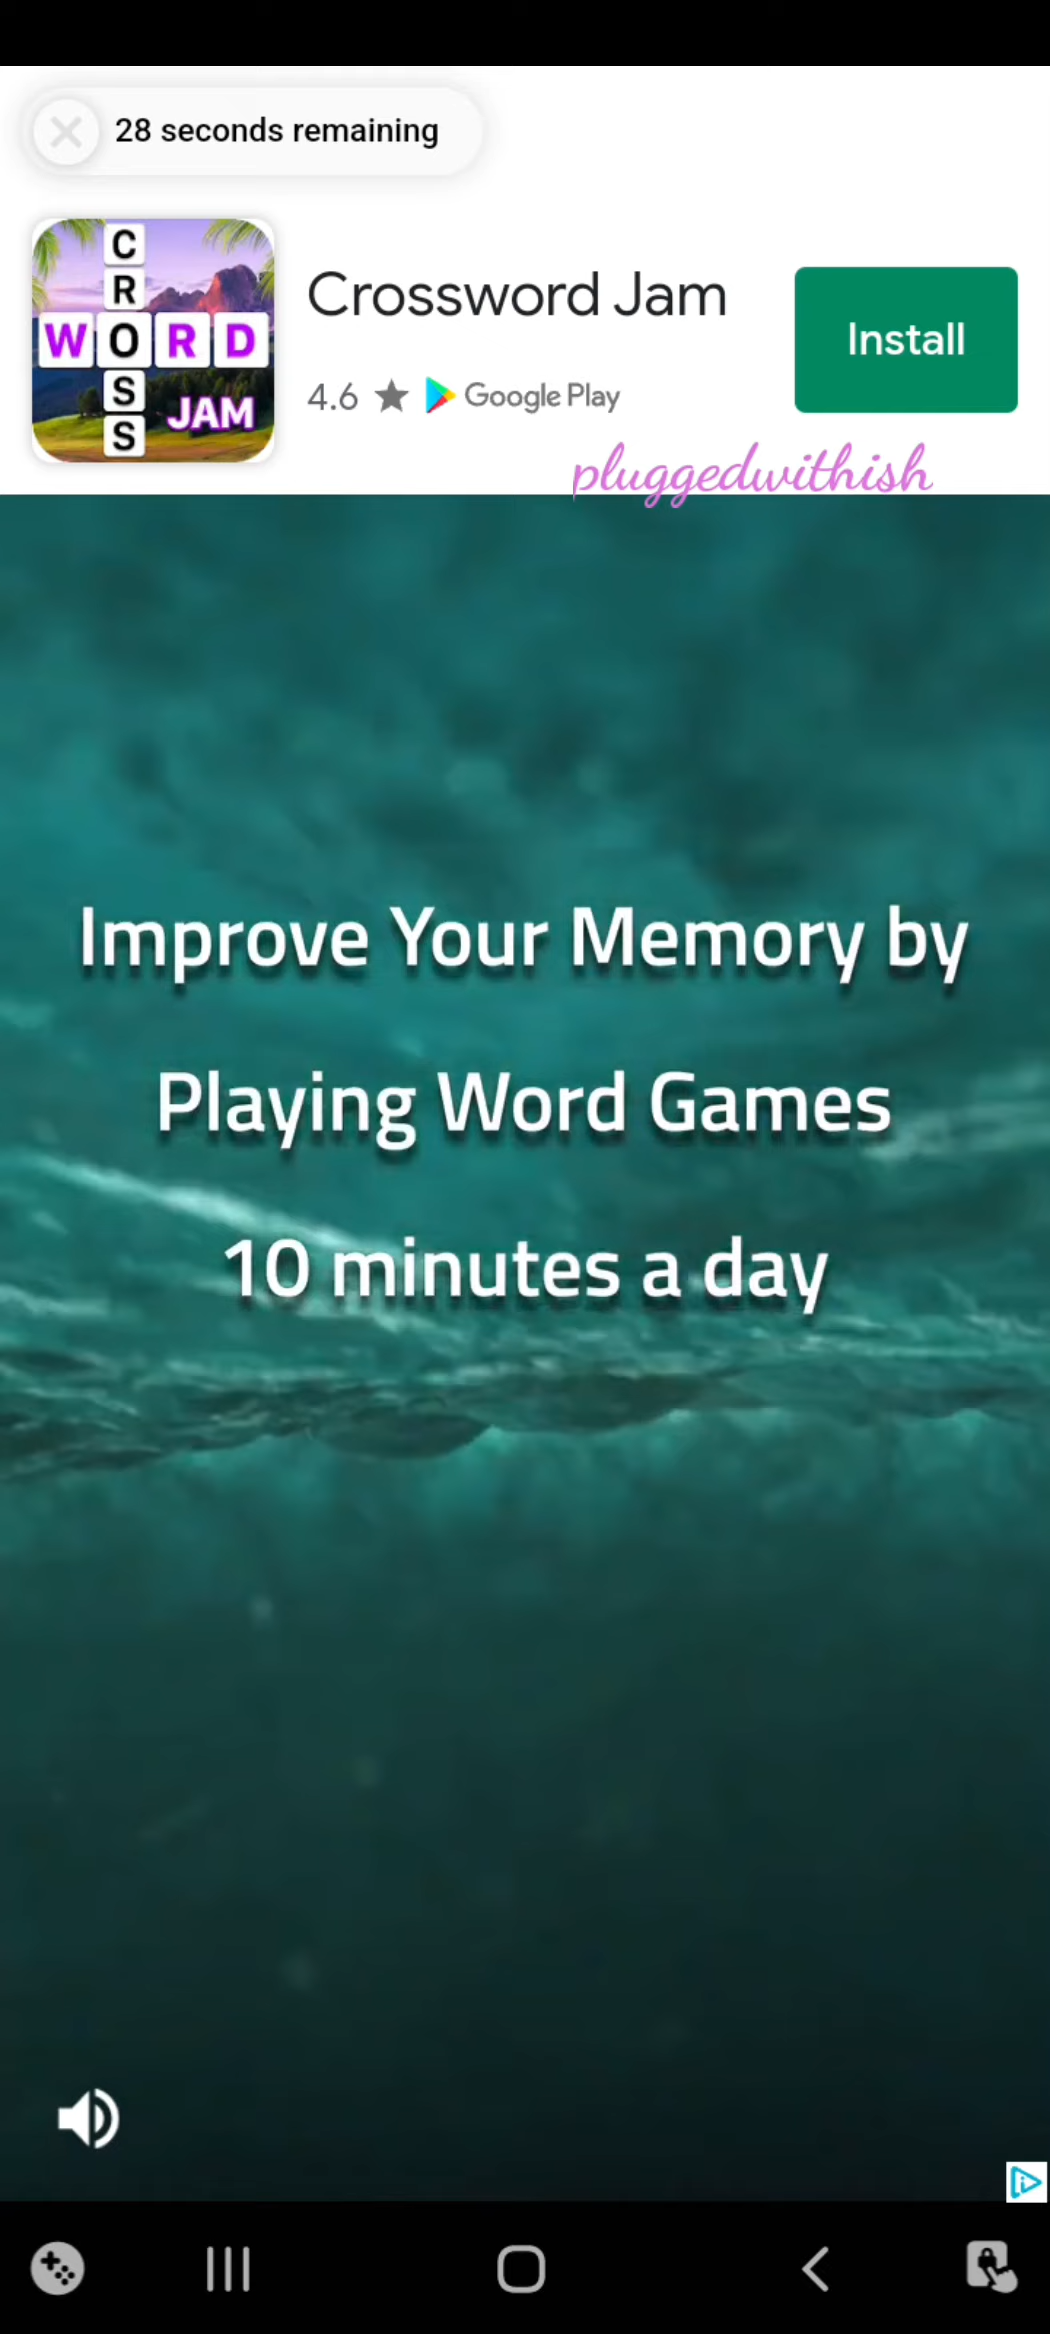 28 seconds remaining
C
R
WORD
S
S
JAM
Crossword Jam
4.6 ★ Google Play
Install
pluggedwithish
Improve Your Memory by
Playing Word Games
10 minutes a day